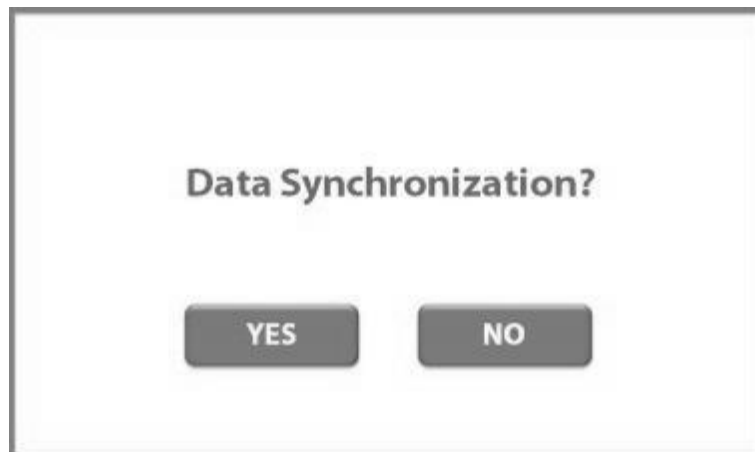 Data Synchronization?
YES NO